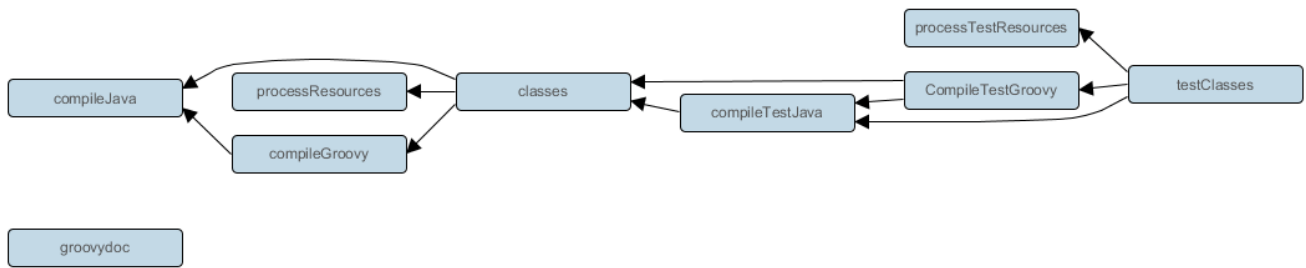 processTestResources
compileJava
processResources
classes
CompileTestGroovy
testClasses
compileTestJava
compileGroovy
groovydoc